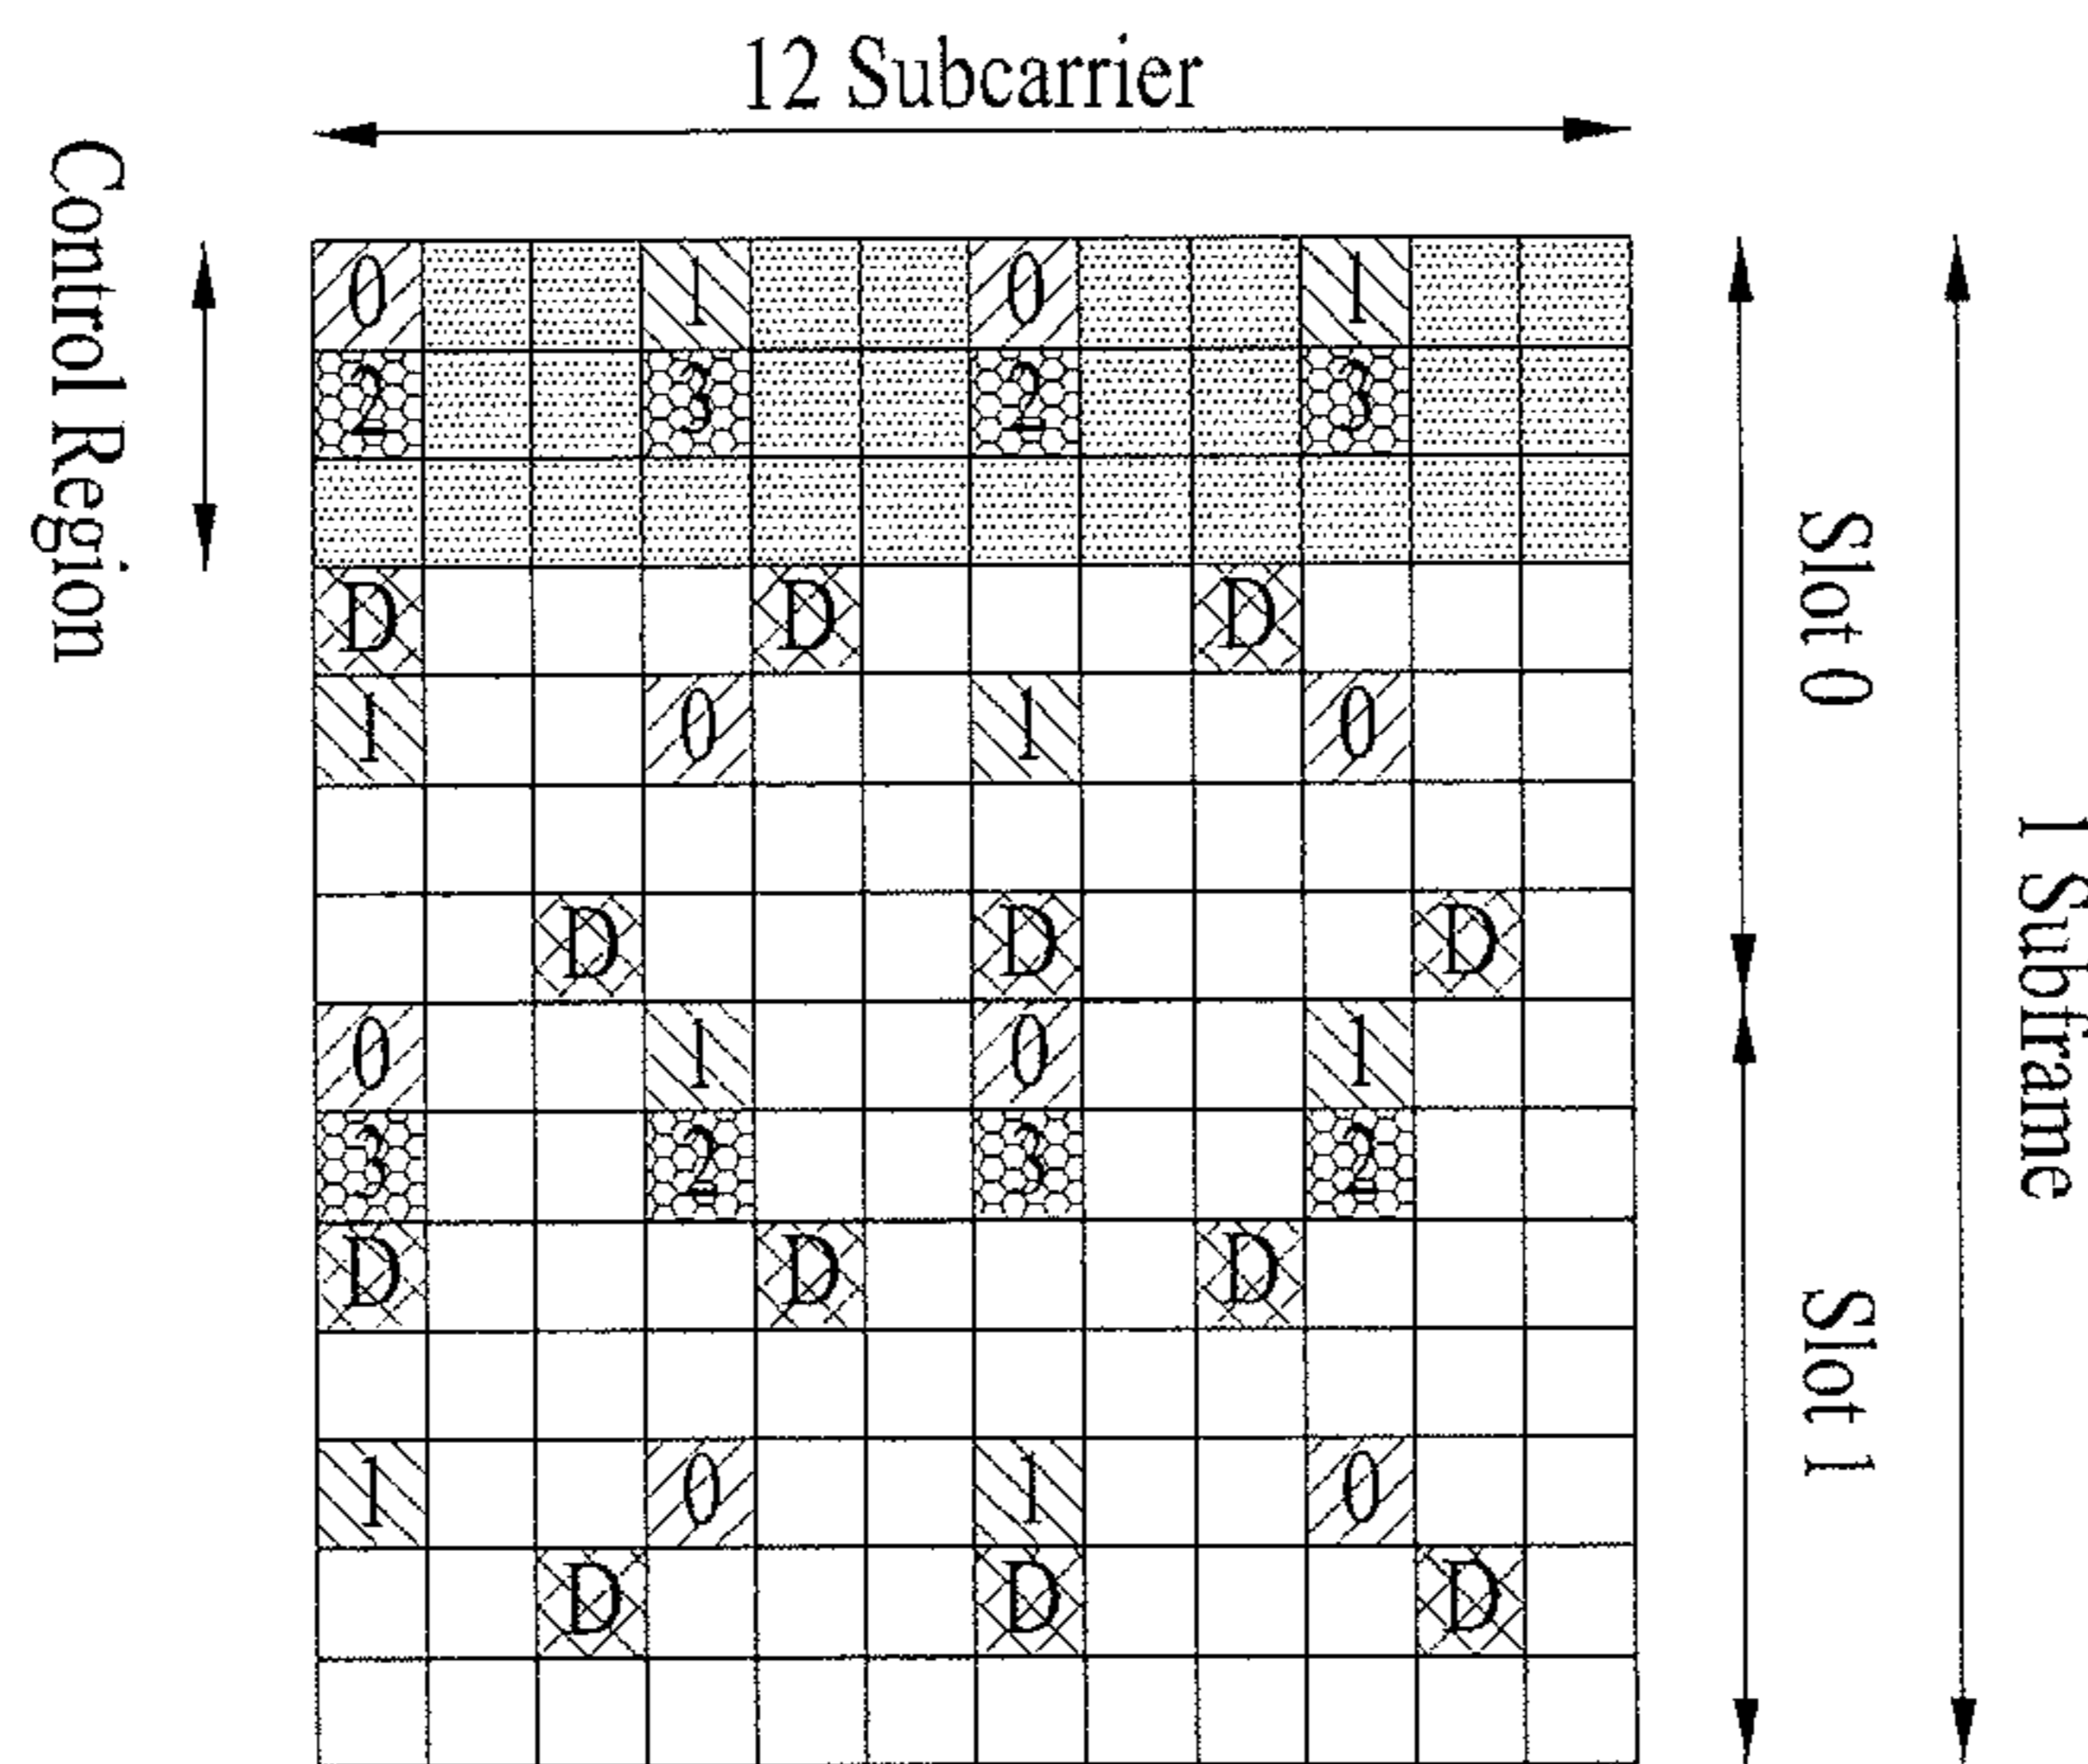 12 Subcarrier
Control Region
0 1 0 1
2 3 2 3
D D D
1 0 1 0
D D D
0 1 0 1
3 2 3 2
D D D
1 0 1 0
D D D
Slot 0
Slot 1
1 Subframe